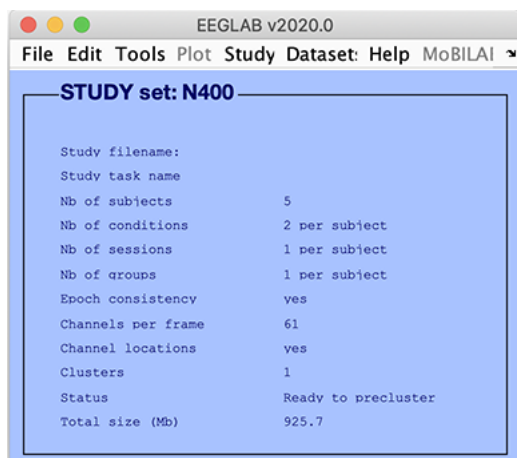 EEGLAB v2020.0
File Edit Tools Plot Study Datasets Help MoBILAB
STUDY set: N400
Study filename:
Study task name
Nb of subjects 5
Nb of conditions 2 per subject
Nb of sessions 1 per subject
Nb of groups 1 per subject
Epoch consistency yes
Channels per frame 61
Channel locations yes
Clusters 1
Status Ready to precluster
Total size (Mb) 925.7